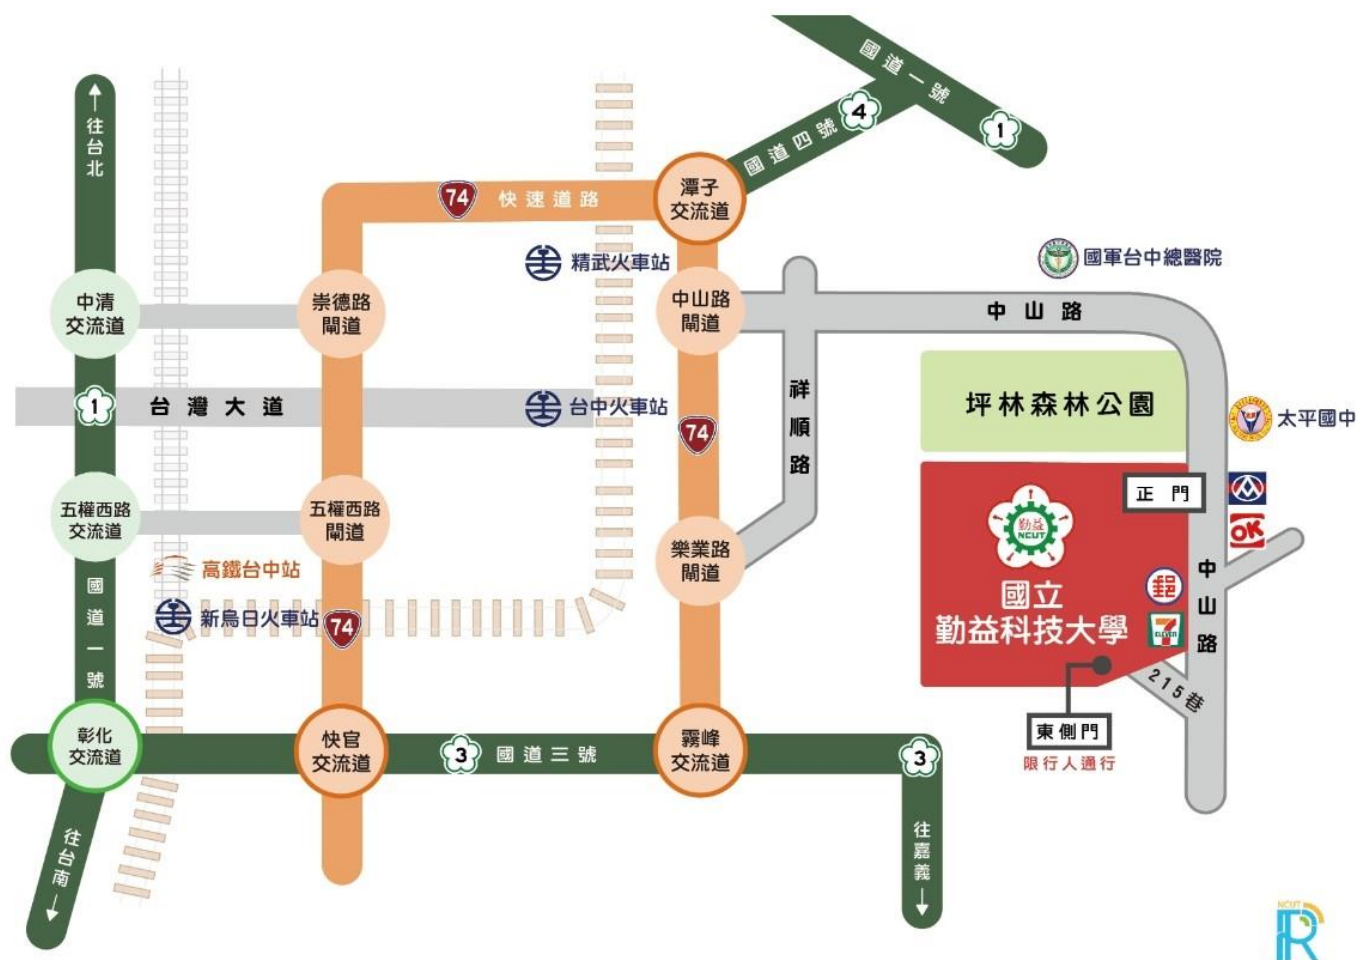 國道一號
1
國道四號
4
←往台北
74
快速道路
潭子
交流道
精武火車站
國軍台中總醫院
中清
交流道
崇德路
閘道
中山路
閘道
中山路
1
台灣大道
台中火車站
74
祥順路
坪林森林公園
太平國中
五權西路
交流道
五權西路
閘道
樂業路
閘道
正門
勤益
NCUT
OK
高鐵台中站
新烏日火車站
74
國道一號
國立
勤益科技大學
郵
7
ELEVEN
中山路
215巷
東側門
限行人通行
彰化
交流道
快官
交流道
3
國道三號
霧峰
交流道
3
往台南→
往嘉義→
NCUT
R